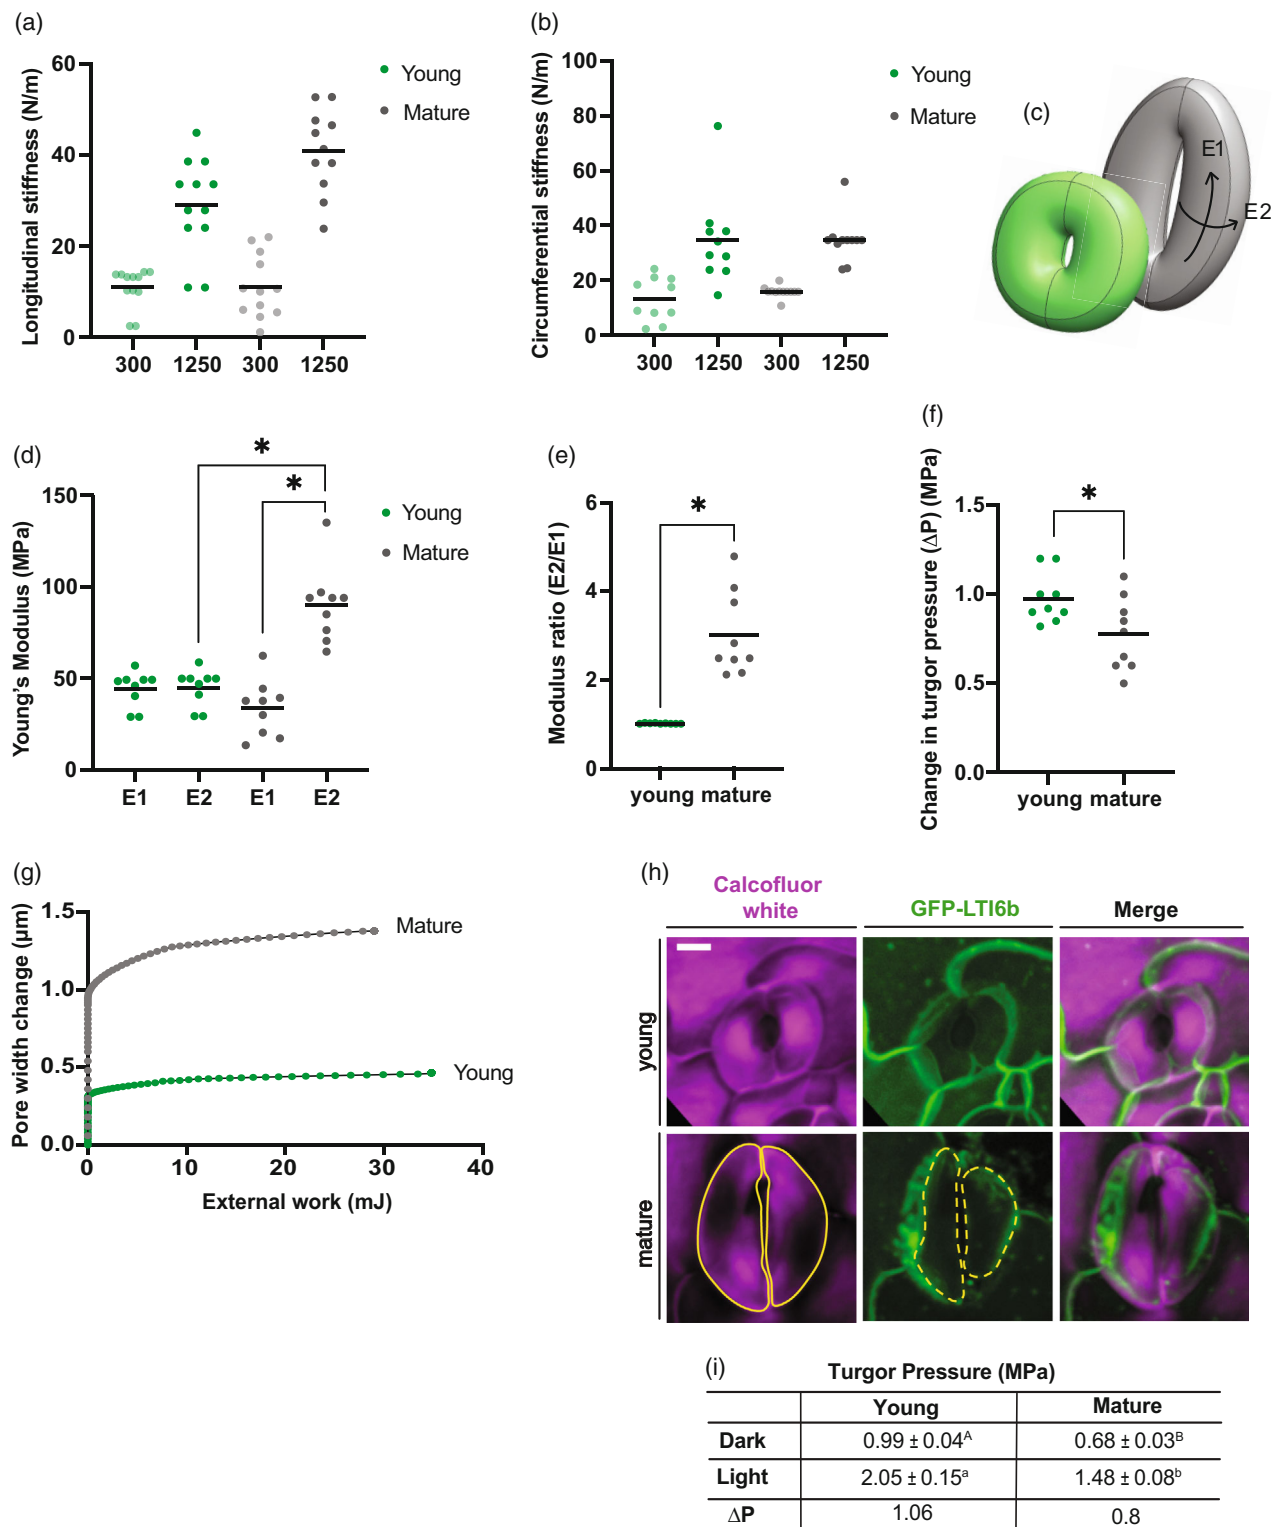 (a)
Longitudinal stiffness (N/m)
60
40
20
0
300 1250 300 1250
Young
Mature
(b)
Circumferential stiffness (N/m)
100
80
60
40
20
0
300 1250 300 1250
Young
Mature
(c)
E1
E2
(d)
Young's Modulus (MPa)
150
100
50
0
E1 E2 E1 E2
*
*
Young
Mature
(e)
Modulus ratio (E2/E1)
6
4
2
0
young mature
*
(f)
Change in turgor pressure (ΔP) (MPa)
1.5
1.0
0.5
0.0
young mature
*
(g)
Pore width change (µm)
1.5
1.0
0.5
0.0
0 10 20 30 40
External work (mJ)
Mature
Young
(h)
Calcofluor
white
GFP-LTI6b
Merge
young
mature
(i)
Turgor Pressure (MPa)
Young Mature
Dark 0.99 ± 0.04ᴬ 0.68 ± 0.03ᴮ
Light 2.05 ± 0.15ᵃ 1.48 ± 0.08ᵇ
ΔP 1.06 0.8